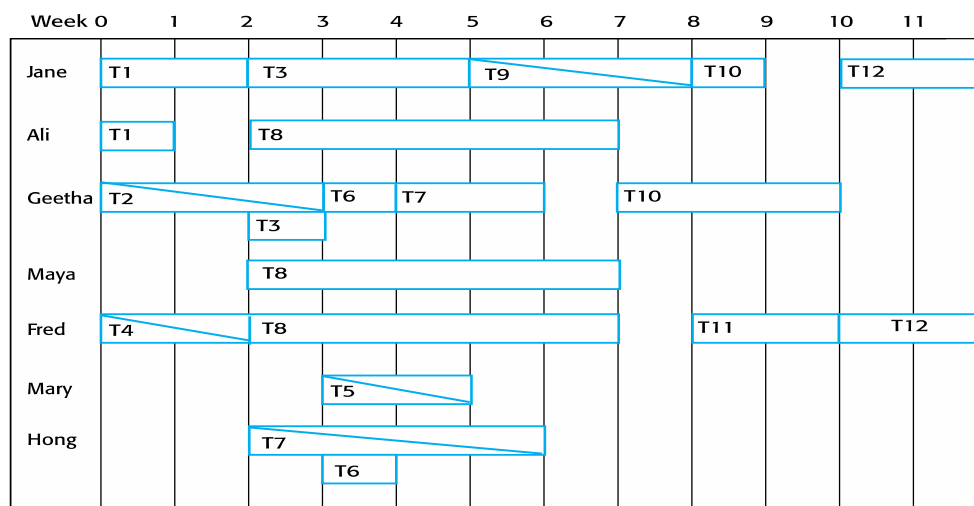 Week 0 1 2 3 4 5 6 7 8 9 10 11
Jane T1 T3 T9 T10 T12
Ali T1 T8
Geetha T2 T6 T7 T10
T3
Maya T8
Fred T4 T8 T11 T12
Mary T5
Hong T7
T6